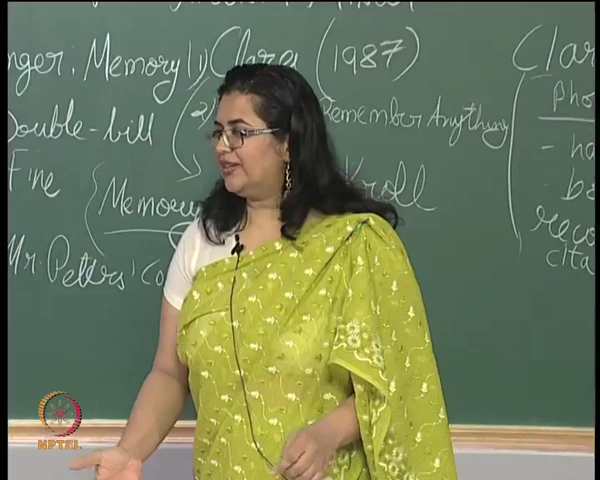 nger. Memory (1) Clara (1987) Clar
2) Remember Anything Pho
Double-bill - ha
Fine Kroll
Memory reco
Mr. Peters' Co cita
NPTEL